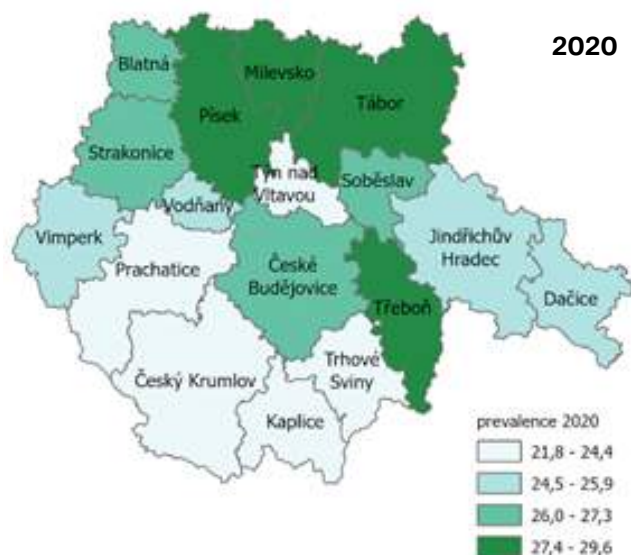 2020
Blatná
Milevsko
Písek
Tábor
Strakonice
Týn nad
Vltavou
Soběslav
Vodňany
Vimperk
Jindřichův
Hradec
Prachatice
České
Budějovice
Dačice
Třeboň
Trhové
Sviny
Český Krumlov
Kaplice
prevalence 2020
21,8 - 24,4
24,5 - 25,9
26,0 - 27,3
27,4 - 29,6